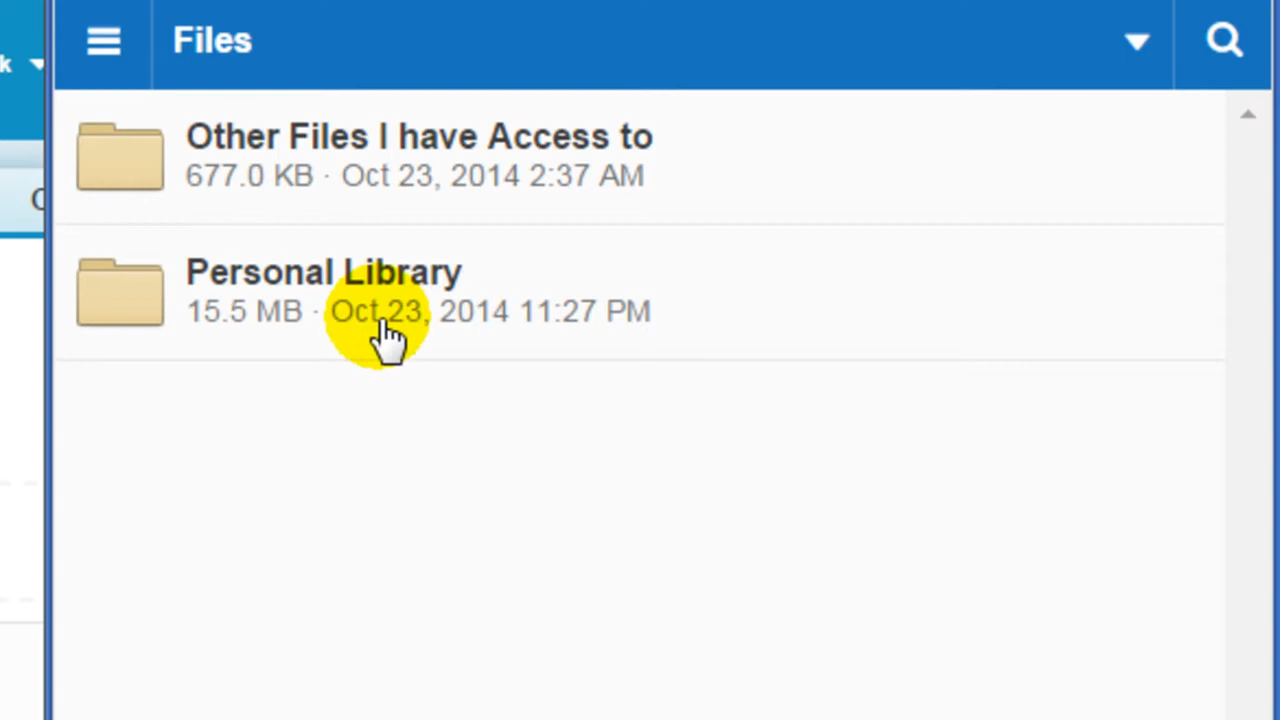 Files
k
Other Files I have Access to
677.0 KB · Oct 23, 2014 2:37 AM
Personal Library
15.5 MB · Oct 23, 2014 11:27 PM